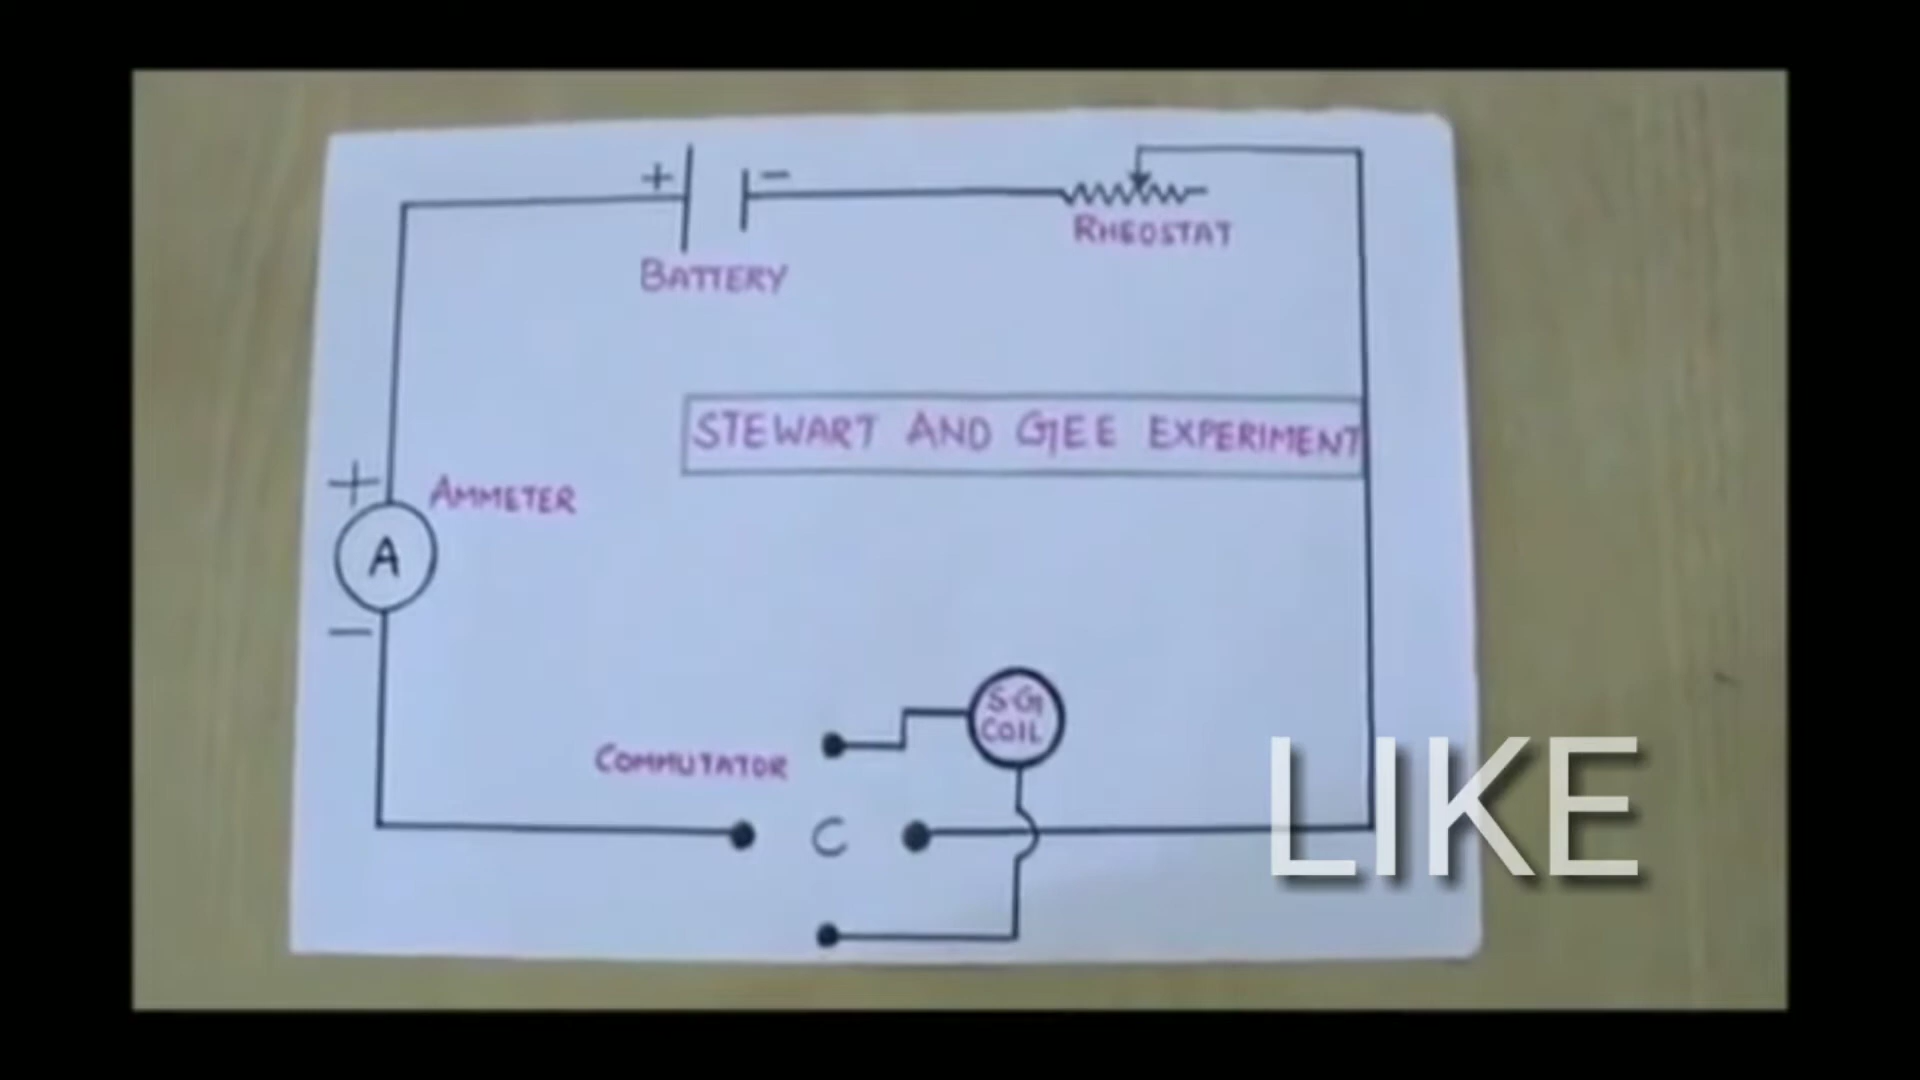 + −
BATTERY
RHEOSTAT
STEWART AND GEE EXPERIMENT
+
AMMETER
A
−
S.G
COIL
COMMUTATOR
C
LIKE